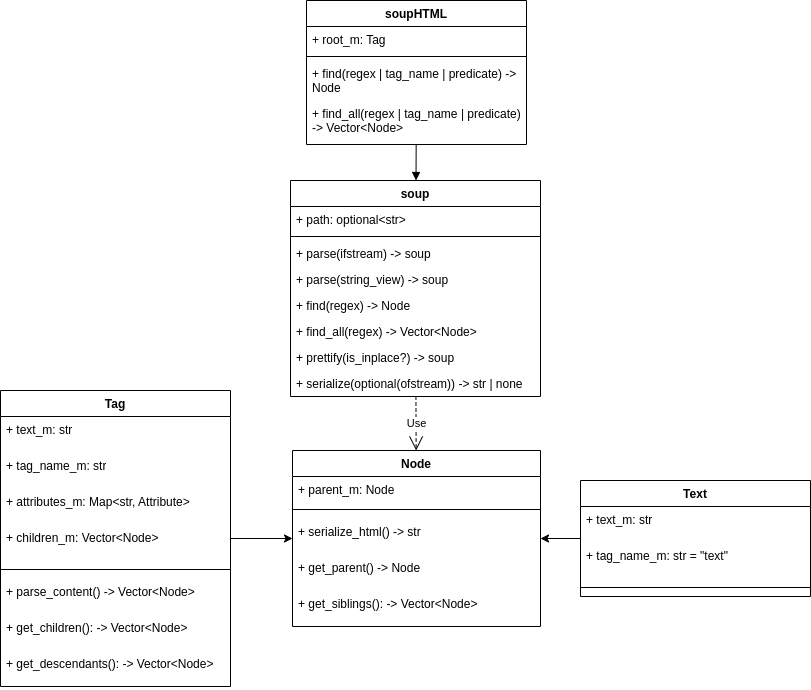 soupHTML
+ root_m: Tag
+ find(regex | tag_name | predicate) ->
Node
+ find_all(regex | tag_name | predicate)
-> Vector<Node>
soup
+ path: optional<str>
+ parse(ifstream) -> soup
+ parse(string_view) -> soup
+ find(regex) -> Node
+ find_all(regex) -> Vector<Node>
+ prettify(is_inplace?) -> soup
+ serialize(optional(ofstream)) -> str | none
Use
Tag
+ text_m: str
+ tag_name_m: str
+ attributes_m: Map<str, Attribute>
+ children_m: Vector<Node>
+ parse_content() -> Vector<Node>
+ get_children(): -> Vector<Node>
+ get_descendants(): -> Vector<Node>
Node
+ parent_m: Node
+ serialize_html() -> str
+ get_parent() -> Node
+ get_siblings(): -> Vector<Node>
Text
+ text_m: str
+ tag_name_m: str = "text"